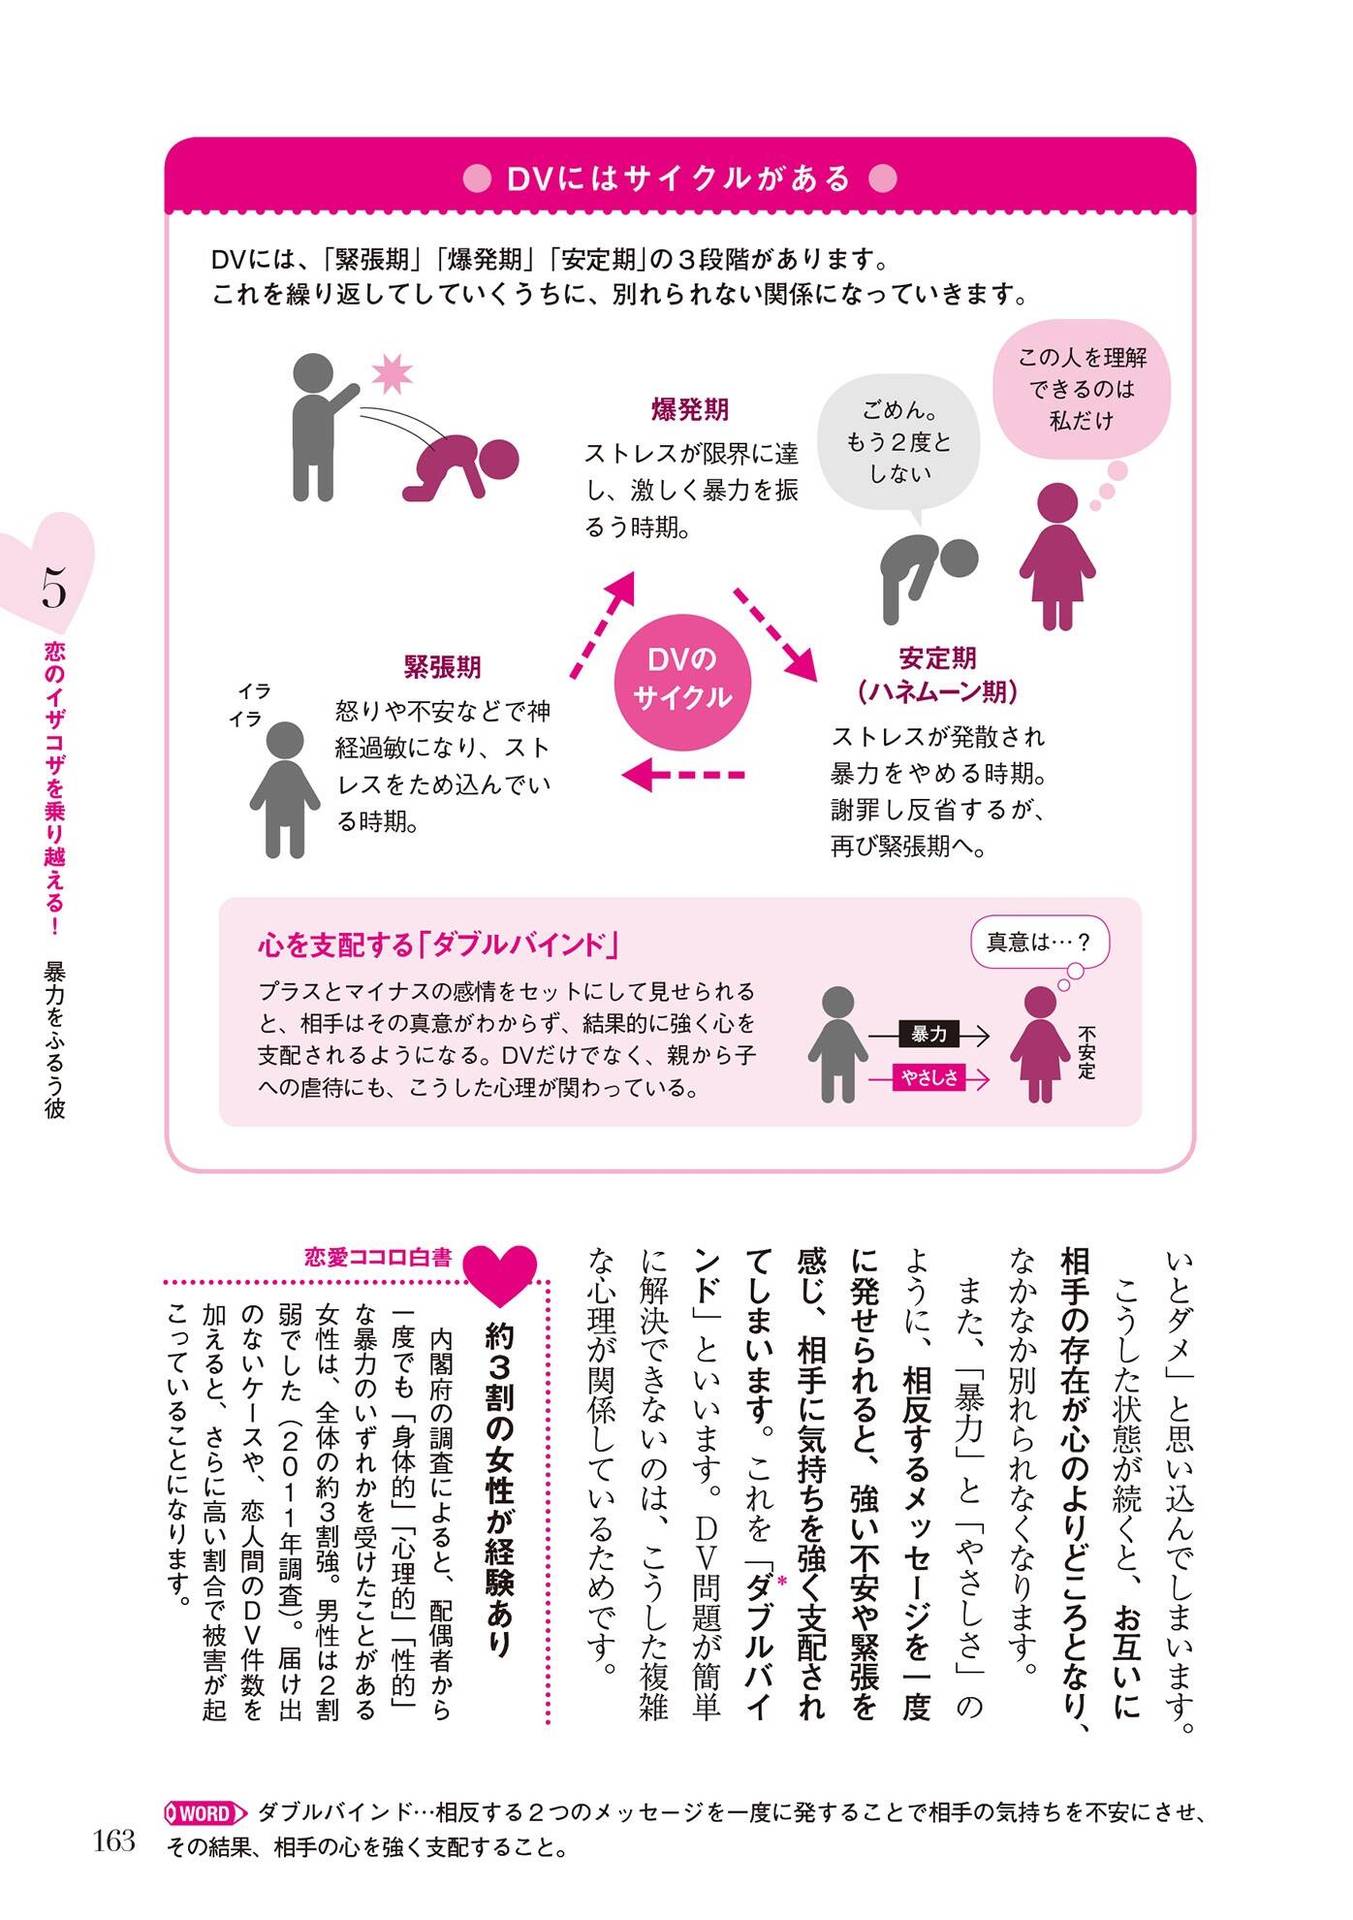 DVにはサイクルがある
DVには、「緊張期」「爆発期」「安定期」の３段階があります。
これを繰り返してしていくうちに、別れられない関係になっていきます。
爆発期
ストレスが限界に達
し、激しく暴力を振
るう時期。
ごめん。
もう２度と
しない
この人を理解
できるのは
私だけ
安定期
（ハネムーン期）
ストレスが発散され
暴力をやめる時期。
謝罪し反省するが、
再び緊張期へ。
DVの
サイクル
緊張期
怒りや不安などで神
経過敏になり、スト
レスをため込んでい
る時期。
イラ
イラ
心を支配する「ダブルバインド」
プラスとマイナスの感情をセットにして見せられる
と、相手はその真意がわからず、結果的に強く心を
支配されるようになる。DVだけでなく、親から子
への虐待にも、こうした心理が関わっている。
真意は…？
暴力
やさしさ
不安定
5
恋のイザコザを乗り越える！　暴力をふるう彼
いとダメ」と思い込んでしまいます。
こうした状態が続くと、お互いに
相手の存在が心のよりどころとなり、
なかなか別れられなくなります。
また、「暴力」と「やさしさ」の
ように、相反するメッセージを一度
に発せられると、強い不安や緊張を
感じ、相手に気持ちを強く支配され
てしまいます。これを「ダブルバイ
ンド」といいます。DV問題が簡単
に解決できないのは、こうした複雑
な心理が関係しているためです。
*
恋愛ココロ白書
約３割の女性が経験あり
内閣府の調査によると、配偶者から
一度でも「身体的」「心理的」「性的」
な暴力のいずれかを受けたことがある
女性は、全体の約３割強。男性は２割
弱でした（２０１１年調査）。届け出
のないケースや、恋人間のDV件数を
加えると、さらに高い割合で被害が起
こっていることになります。
WORD ダブルバインド…相反する２つのメッセージを一度に発することで相手の気持ちを不安にさせ、
その結果、相手の心を強く支配すること。
163